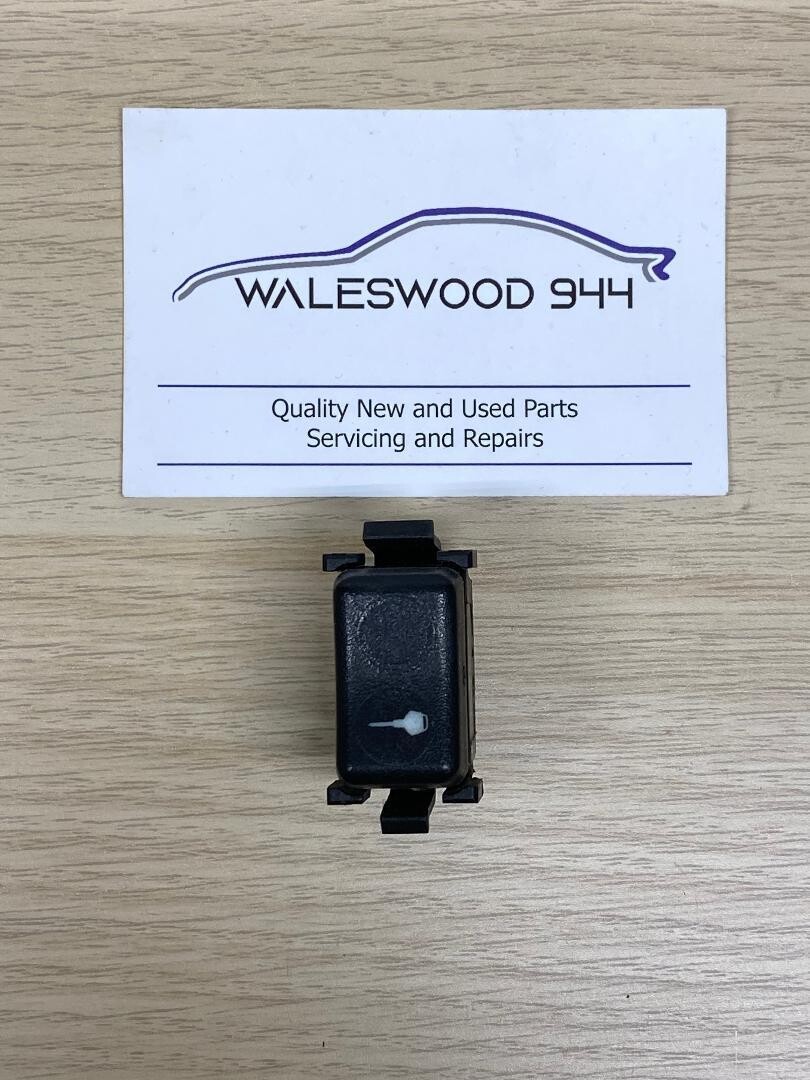 WALESWOOD 944
Quality New and Used Parts
Servicing and Repairs